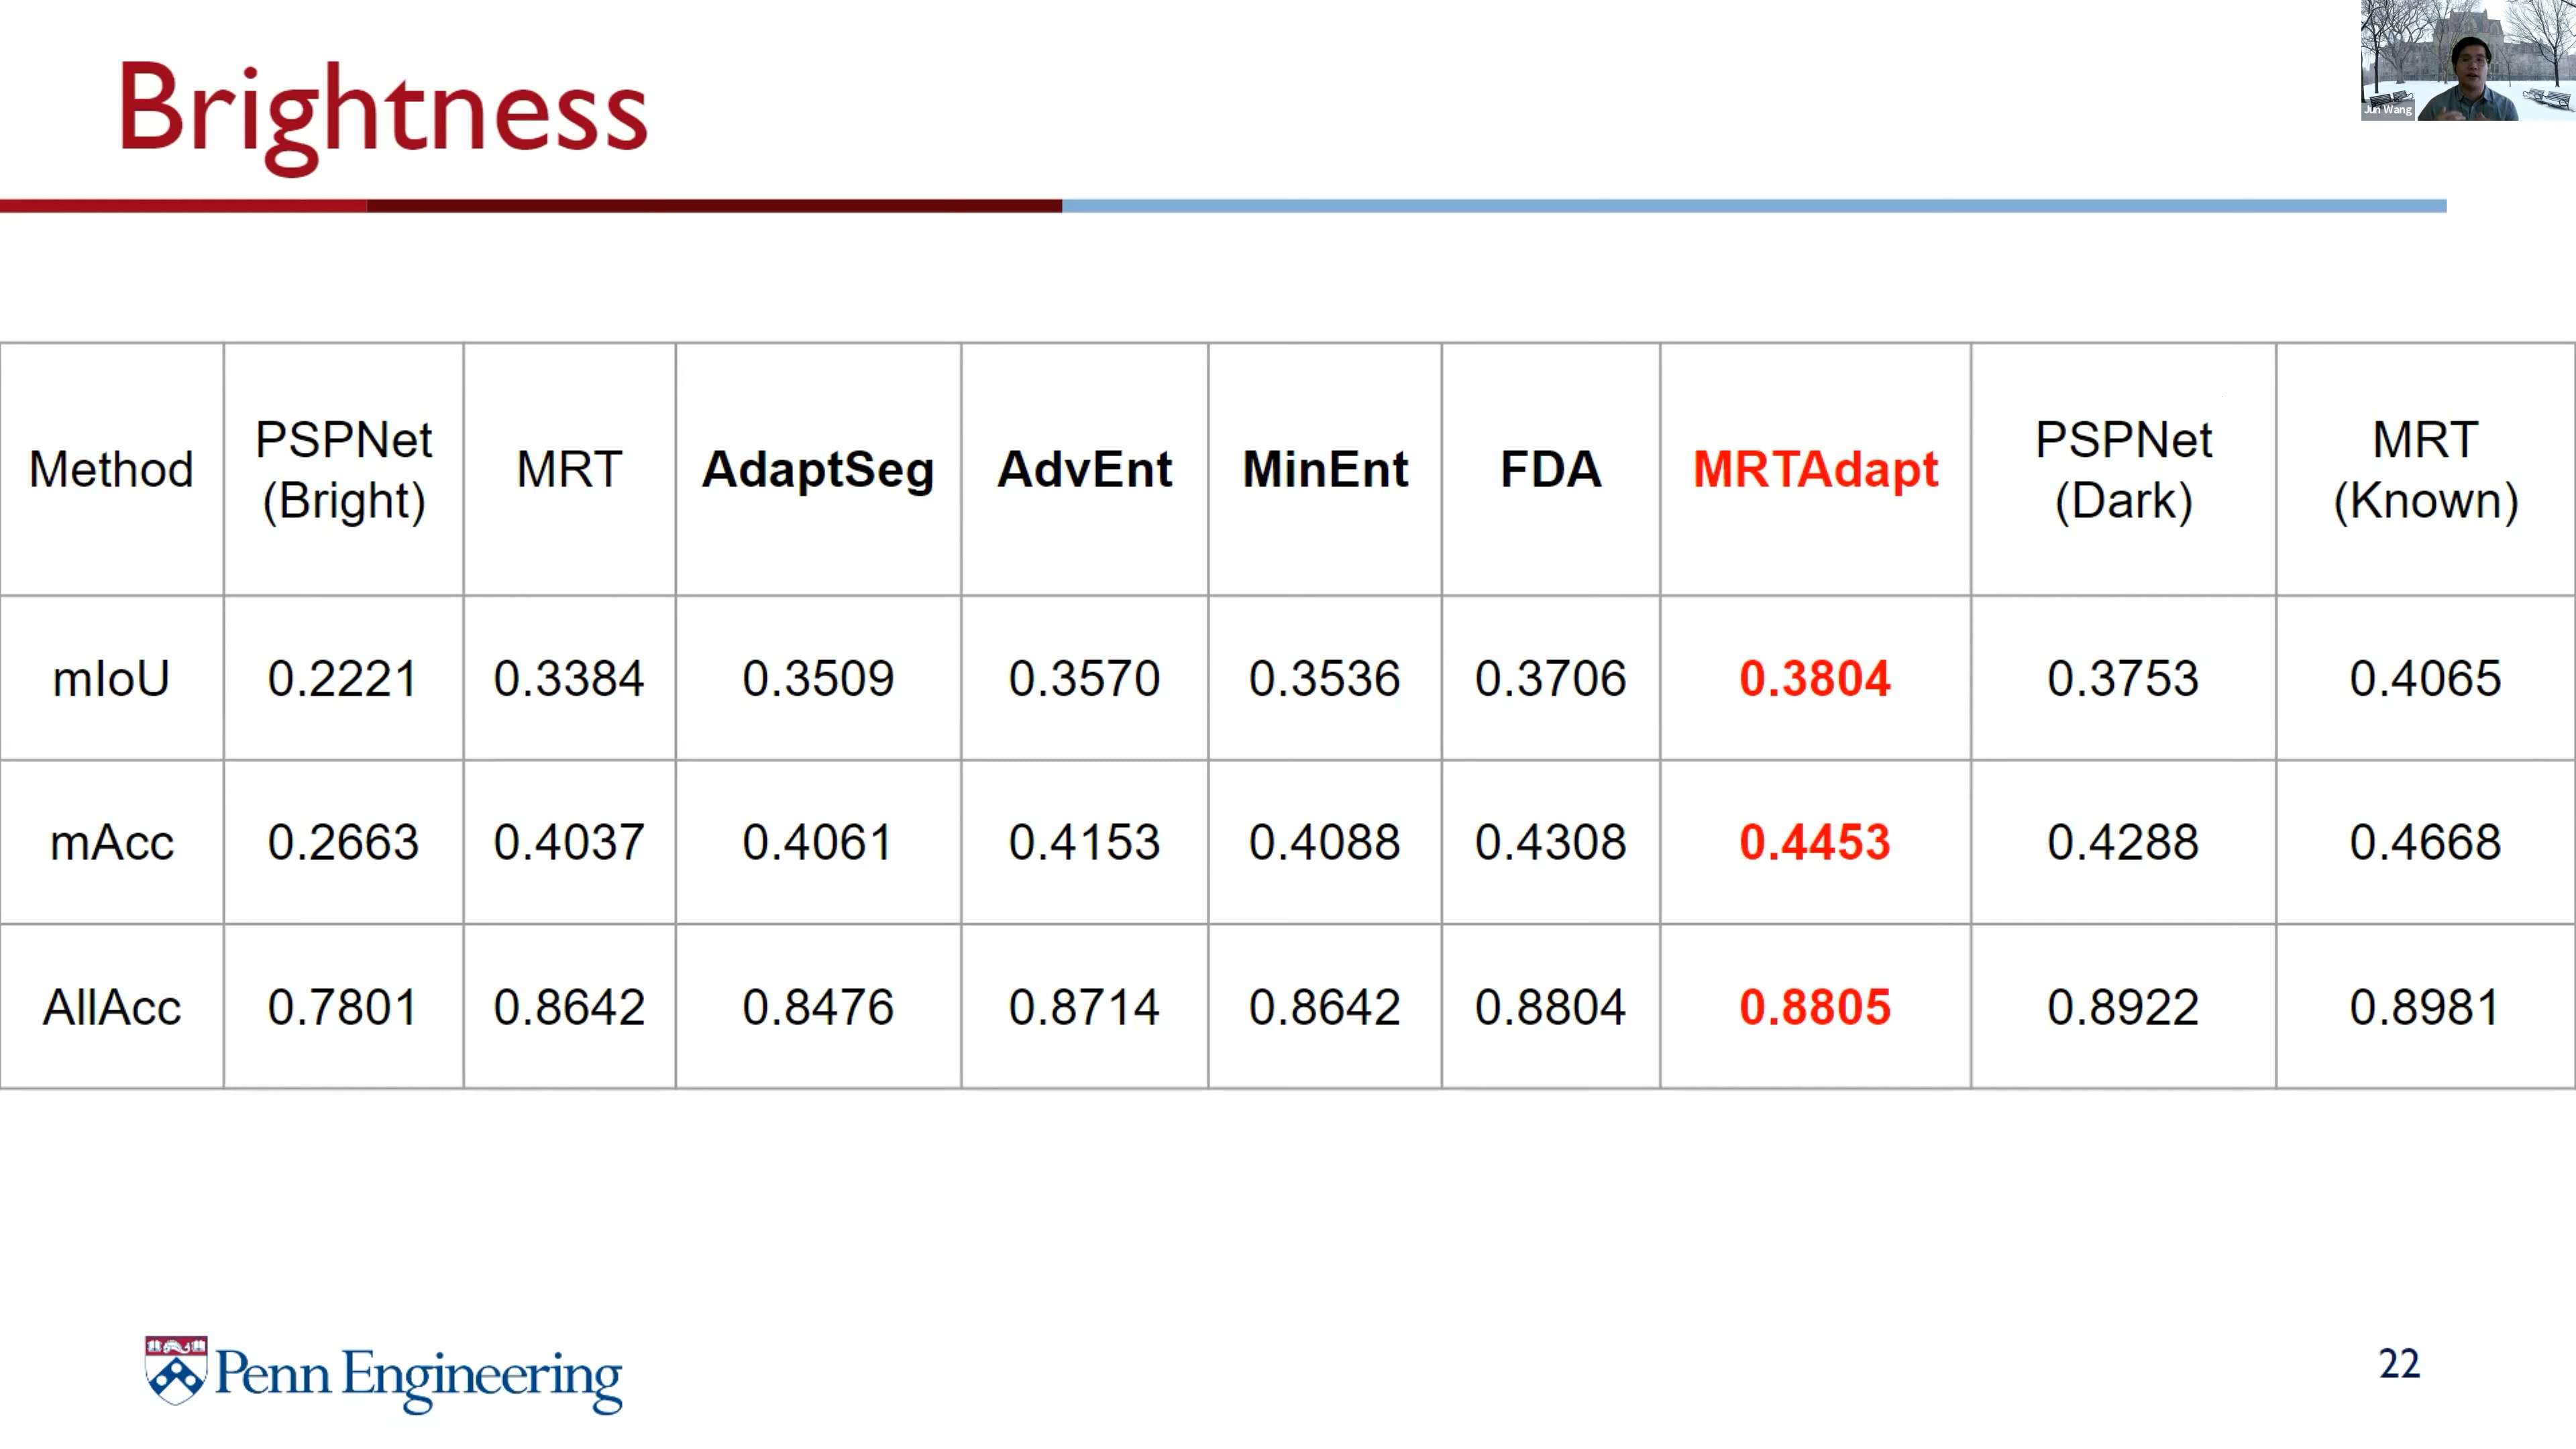 Brightness
Jun Wang
Method PSPNet (Bright) MRT AdaptSeg AdvEnt MinEnt FDA MRTAdapt PSPNet (Dark) MRT (Known)
mIoU 0.2221 0.3384 0.3509 0.3570 0.3536 0.3706 0.3804 0.3753 0.4065
mAcc 0.2663 0.4037 0.4061 0.4153 0.4088 0.4308 0.4453 0.4288 0.4668
AllAcc 0.7801 0.8642 0.8476 0.8714 0.8642 0.8804 0.8805 0.8922 0.8981
Penn Engineering
22